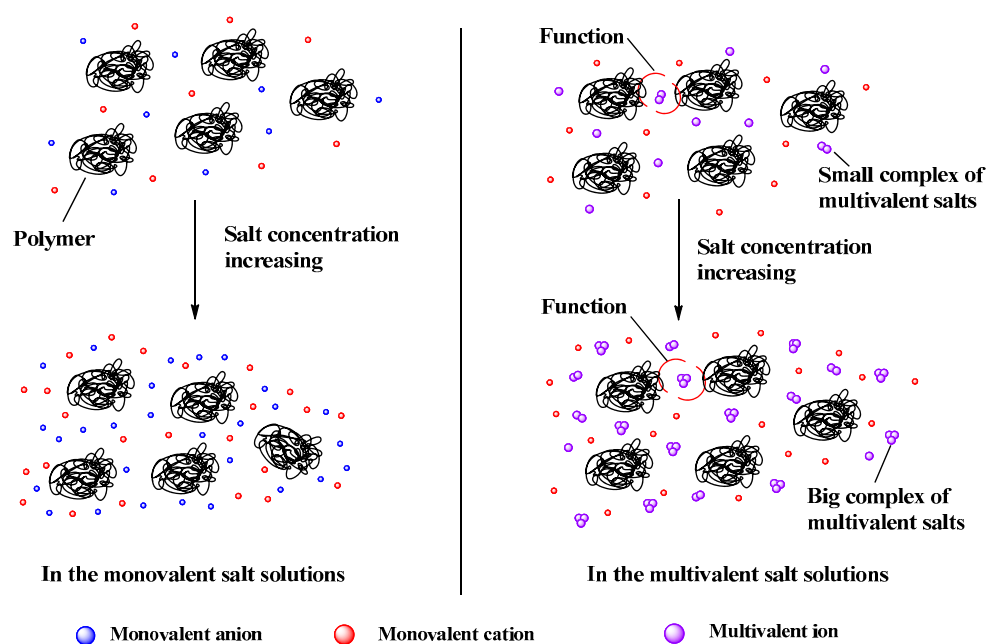 Polymer
Salt concentration
increasing
In the monovalent salt solutions
Function
Small complex of
multivalent salts
Salt concentration
increasing
Function
Big complex of
multivalent salts
In the multivalent salt solutions
Monovalent anion
Monovalent cation
Multivalent ion